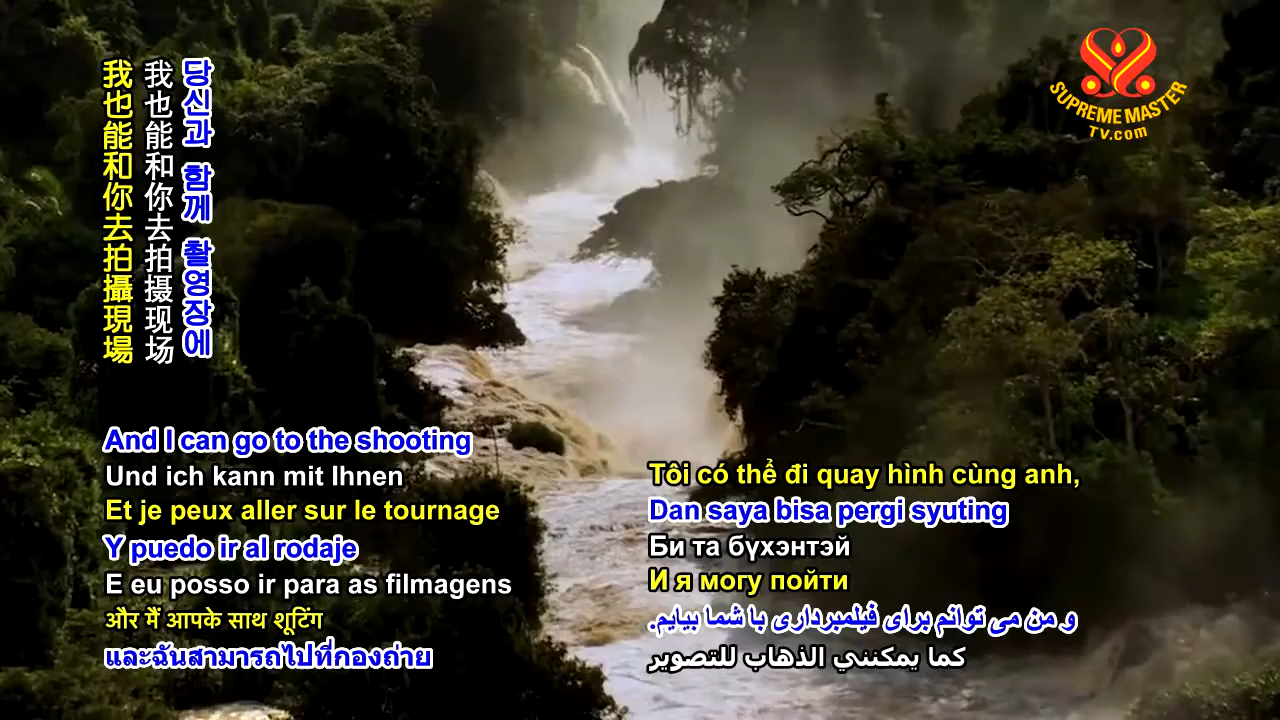 我也能和你去拍攝現場
我也能和你去拍摄现场
당신과 함께 촬영장에
SUPREME MASTER
TV.com
And I can go to the shooting
Und ich kann mit Ihnen
Et je peux aller sur le tournage
Y puedo ir al rodaje
E eu posso ir para as filmagens
और मैं आपके साथ शूटिंग
และฉันสามารถไปที่กองถ่าย
Tôi có thể đi quay hình cùng anh,
Dan saya bisa pergi syuting
Би та бүхэнтэй
И я могу пойти
و من می توانم برای فیلمبرداری با شما بیایم.
كما يمكنني الذهاب للتصوير